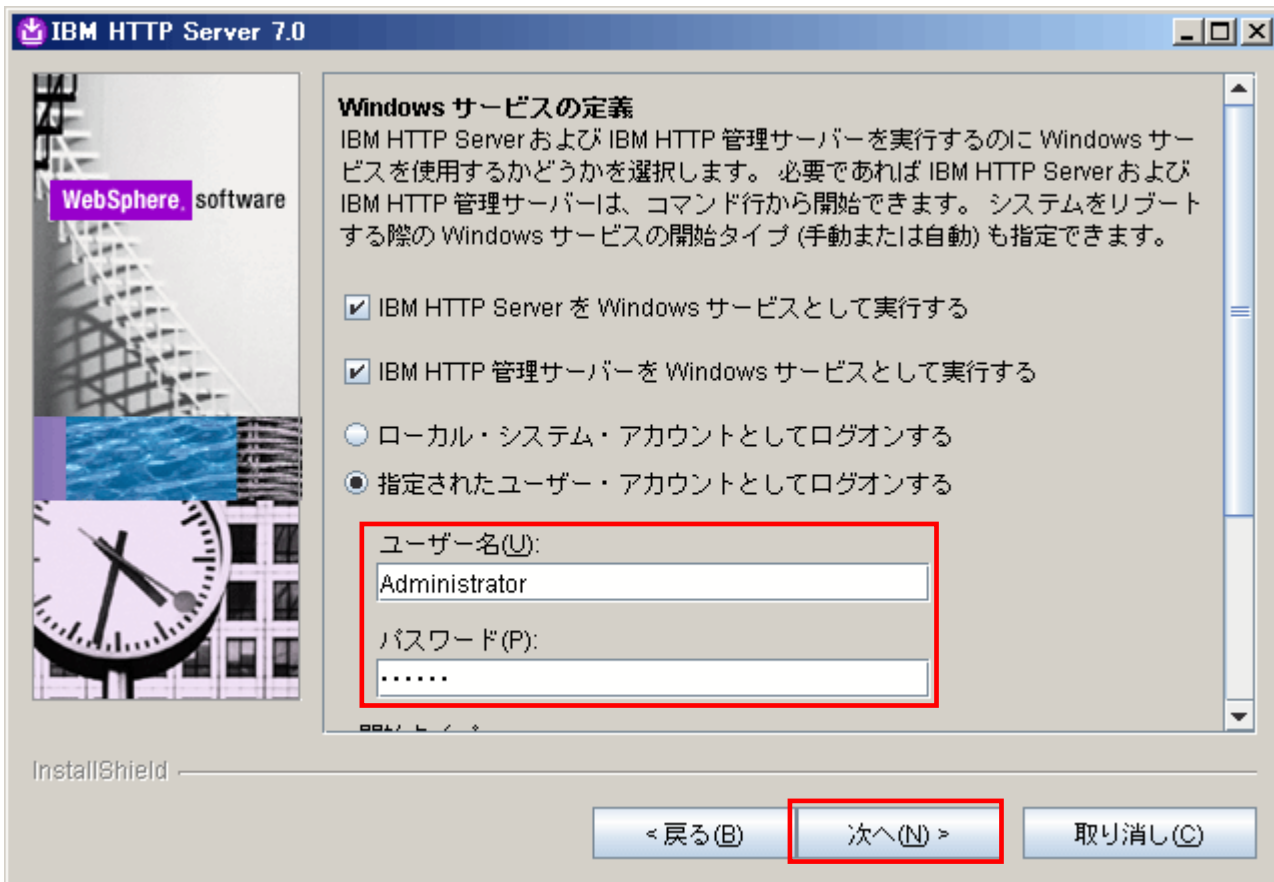 IBM HTTP Server 7.0
WebSphere. software
Windows サービスの定義
IBM HTTP Server および IBM HTTP 管理サーバーを実行するのに Windows サー
ビスを使用するかどうかを選択します。 必要であれば IBM HTTP Server および
IBM HTTP 管理サーバーは、コマンド行から開始できます。 システムをリブート
する際の Windows サービスの開始タイプ (手動または自動) も指定できます。
IBM HTTP Server を Windows サービスとして実行する
IBM HTTP 管理サーバーを Windows サービスとして実行する
ローカル・システム・アカウントとしてログオンする
指定されたユーザー・アカウントとしてログオンする
ユーザー名(U):
Administrator
パスワード(P):
••••••
InstallShield
< 戻る(B)
次へ(N) >
取り消し(C)